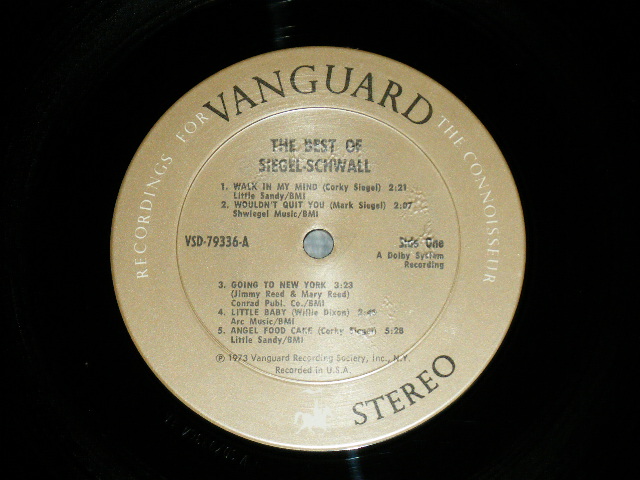 RECORDINGS FOR VANGUARD THE CONNOISSEUR
THE BEST OF
SIEGEL-SCHWALL
1. WALK IN MY MIND (Corky Siegel) 2:21
Little Sandy/BMI
2. WOULDN'T QUIT YOU (Mark Siegel) 2:07
Shwiegel Music/BMI
VSD-79336-A
Side One
A Dolby System
Recording
3. GOING TO NEW YORK 3:23
(Jimmy Reed & Mary Reed)
Conrad Publ. Co./BMI
4. LITTLE BABY (Willie Dixon)
Arc Music/BMI
5. ANGEL FOOD CAKE (Corky Siegel) 5:28
Little Sandy/BMI
℗ 1973 Vanguard Recording Society, Inc., N.Y.
Recorded in U.S.A.
STEREO